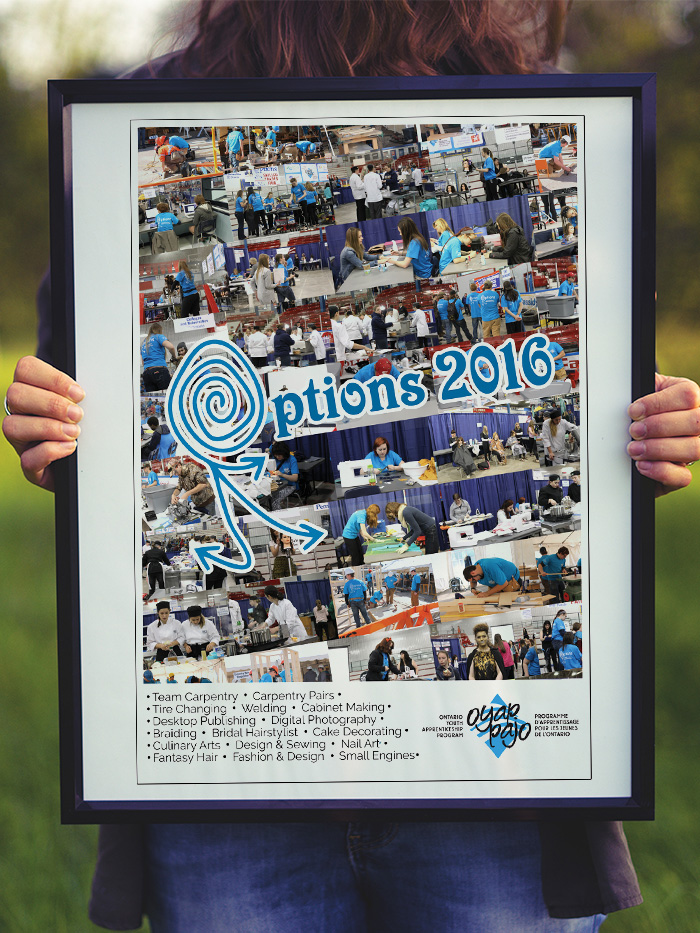 Options 2016
• Team Carpentry • Carpentry Pairs •
• Tire Changing • Welding • Cabinet Making •
• Desktop Publishing • Digital Photography •
• Braiding • Bridal Hairstylist • Cake Decorating •
• Culinary Arts • Design & Sewing • Nail Art •
• Fantasy Hair • Fashion & Design • Small Engines •
ONTARIO
YOUTH
APPRENTICESHIP
PROGRAM
oyap
pajo
PROGRAMME
D'APPRENTISSAGE
POUR LES JEUNES
DE L'ONTARIO